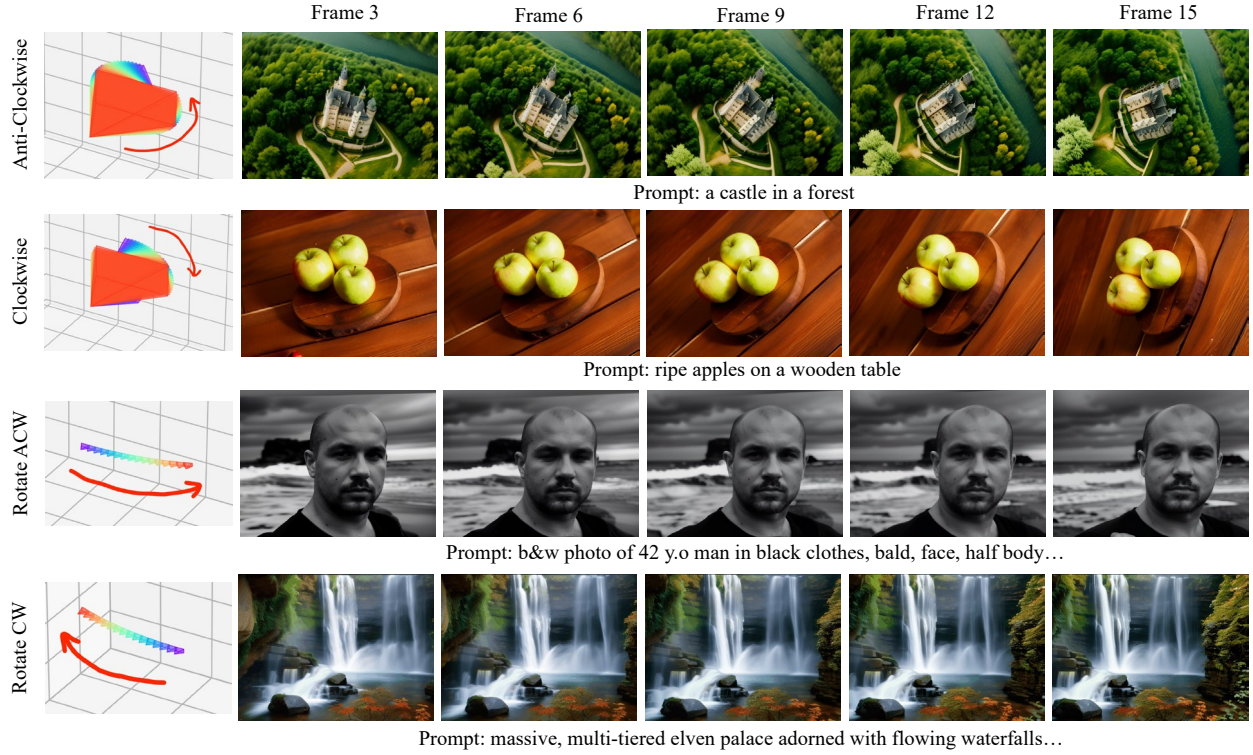 Frame 3 Frame 6 Frame 9 Frame 12 Frame 15
Anti-Clockwise
Prompt: a castle in a forest
Clockwise
Prompt: ripe apples on a wooden table
Rotate ACW
Prompt: b&w photo of 42 y.o man in black clothes, bald, face, half body…
Rotate CW
Prompt: massive, multi-tiered elven palace adorned with flowing waterfalls…